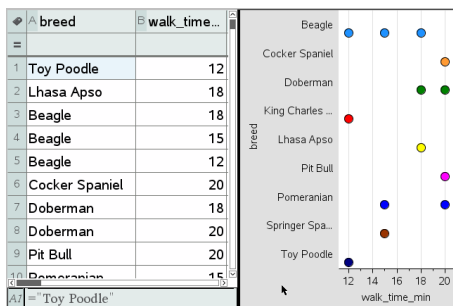 A breed B walk_time...
=
1 Toy Poodle 12
2 Lhasa Apso 18
3 Beagle 18
4 Beagle 15
5 Beagle 12
6 Cocker Spaniel 20
7 Doberman 18
8 Doberman 20
9 Pit Bull 20
10 Pomeranian 15
A1 ="Toy Poodle"
breed
Beagle
Cocker Spaniel
Doberman
King Charles ...
Lhasa Apso
Pit Bull
Pomeranian
Springer Spa...
Toy Poodle
12 14 16 18 20
walk_time_min